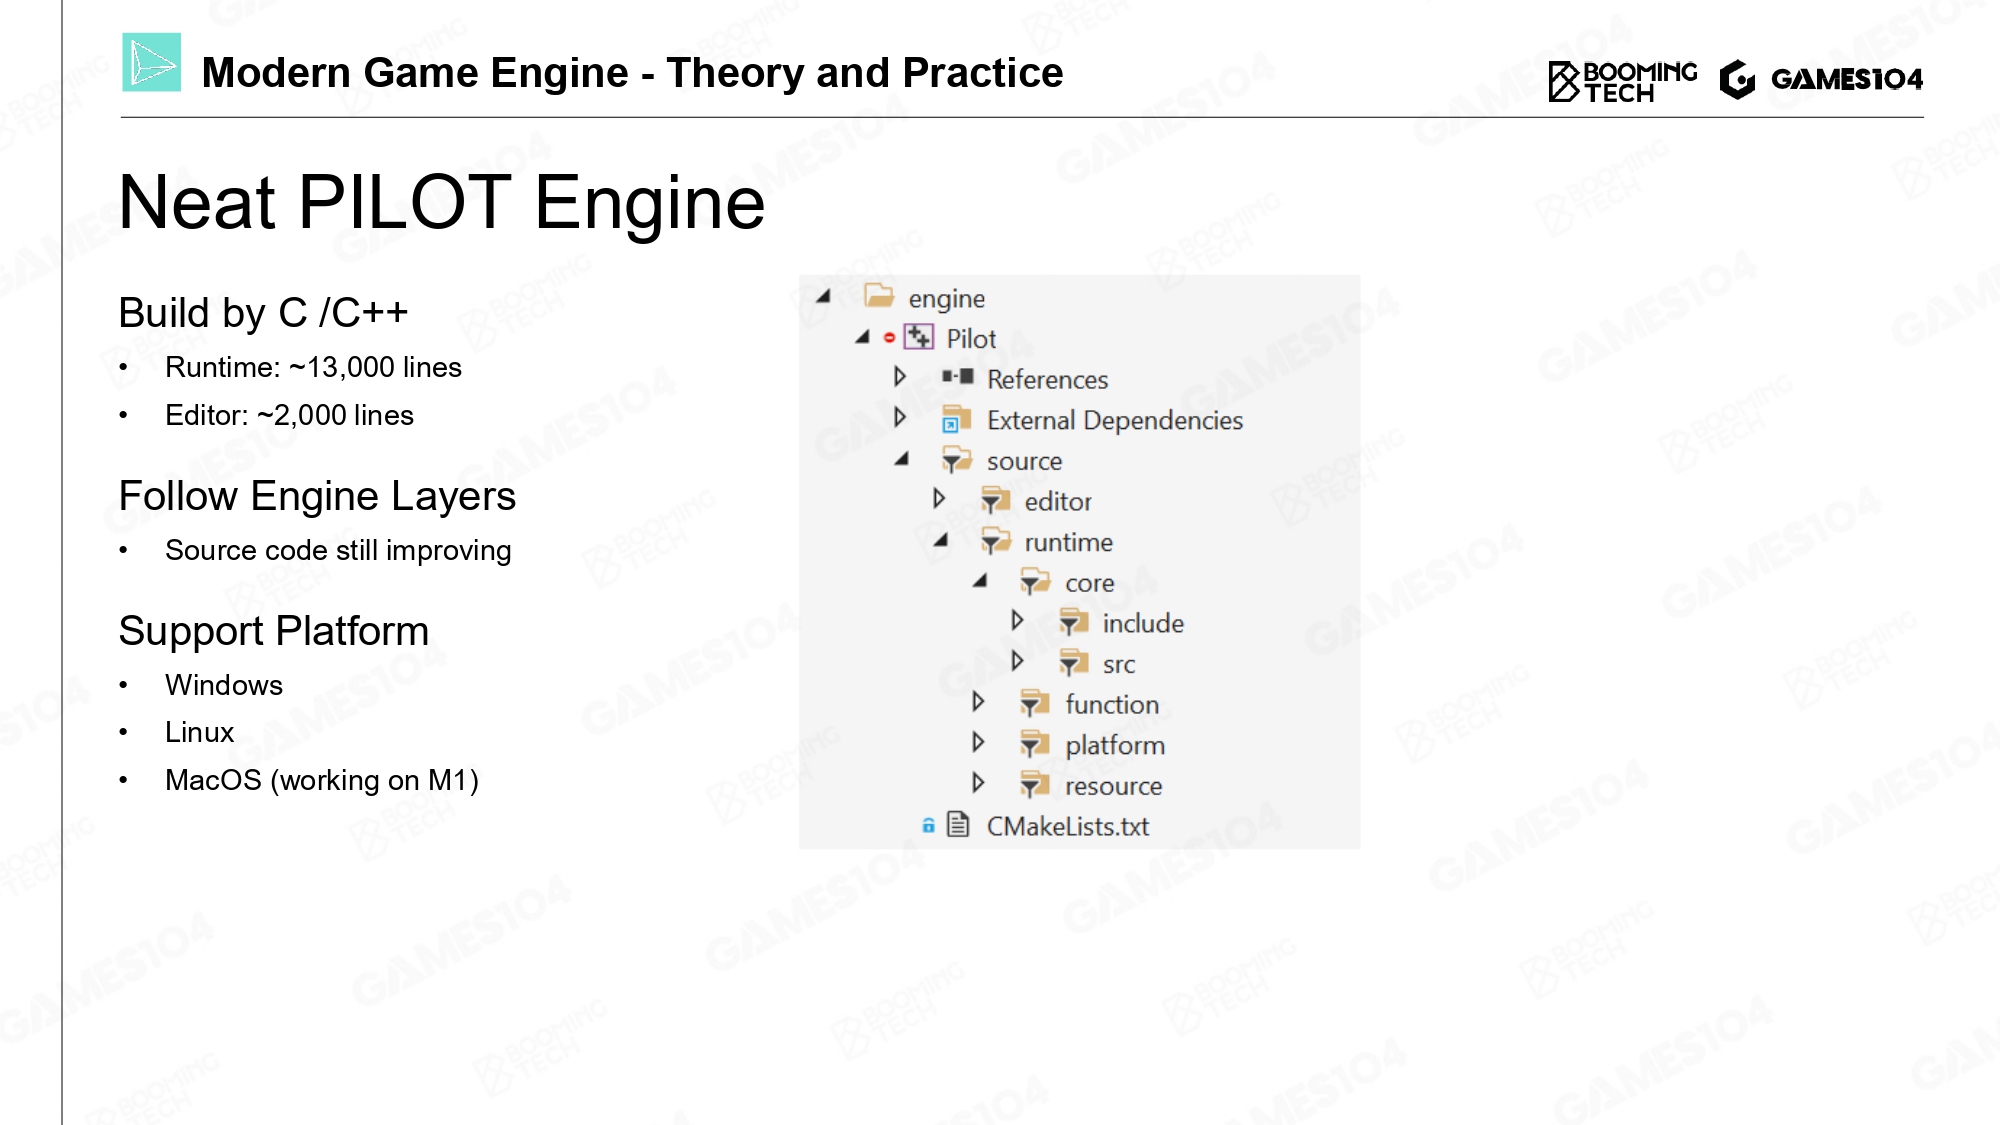 Modern Game Engine - Theory and Practice
BOOMING
TECH
GAMES104
Neat PILOT Engine
Build by C /C++
• Runtime: ~13,000 lines
• Editor: ~2,000 lines
Follow Engine Layers
• Source code still improving
Support Platform
• Windows
• Linux
• MacOS (working on M1)
engine
Pilot
References
External Dependencies
source
editor
runtime
core
include
src
function
platform
resource
CMakeLists.txt